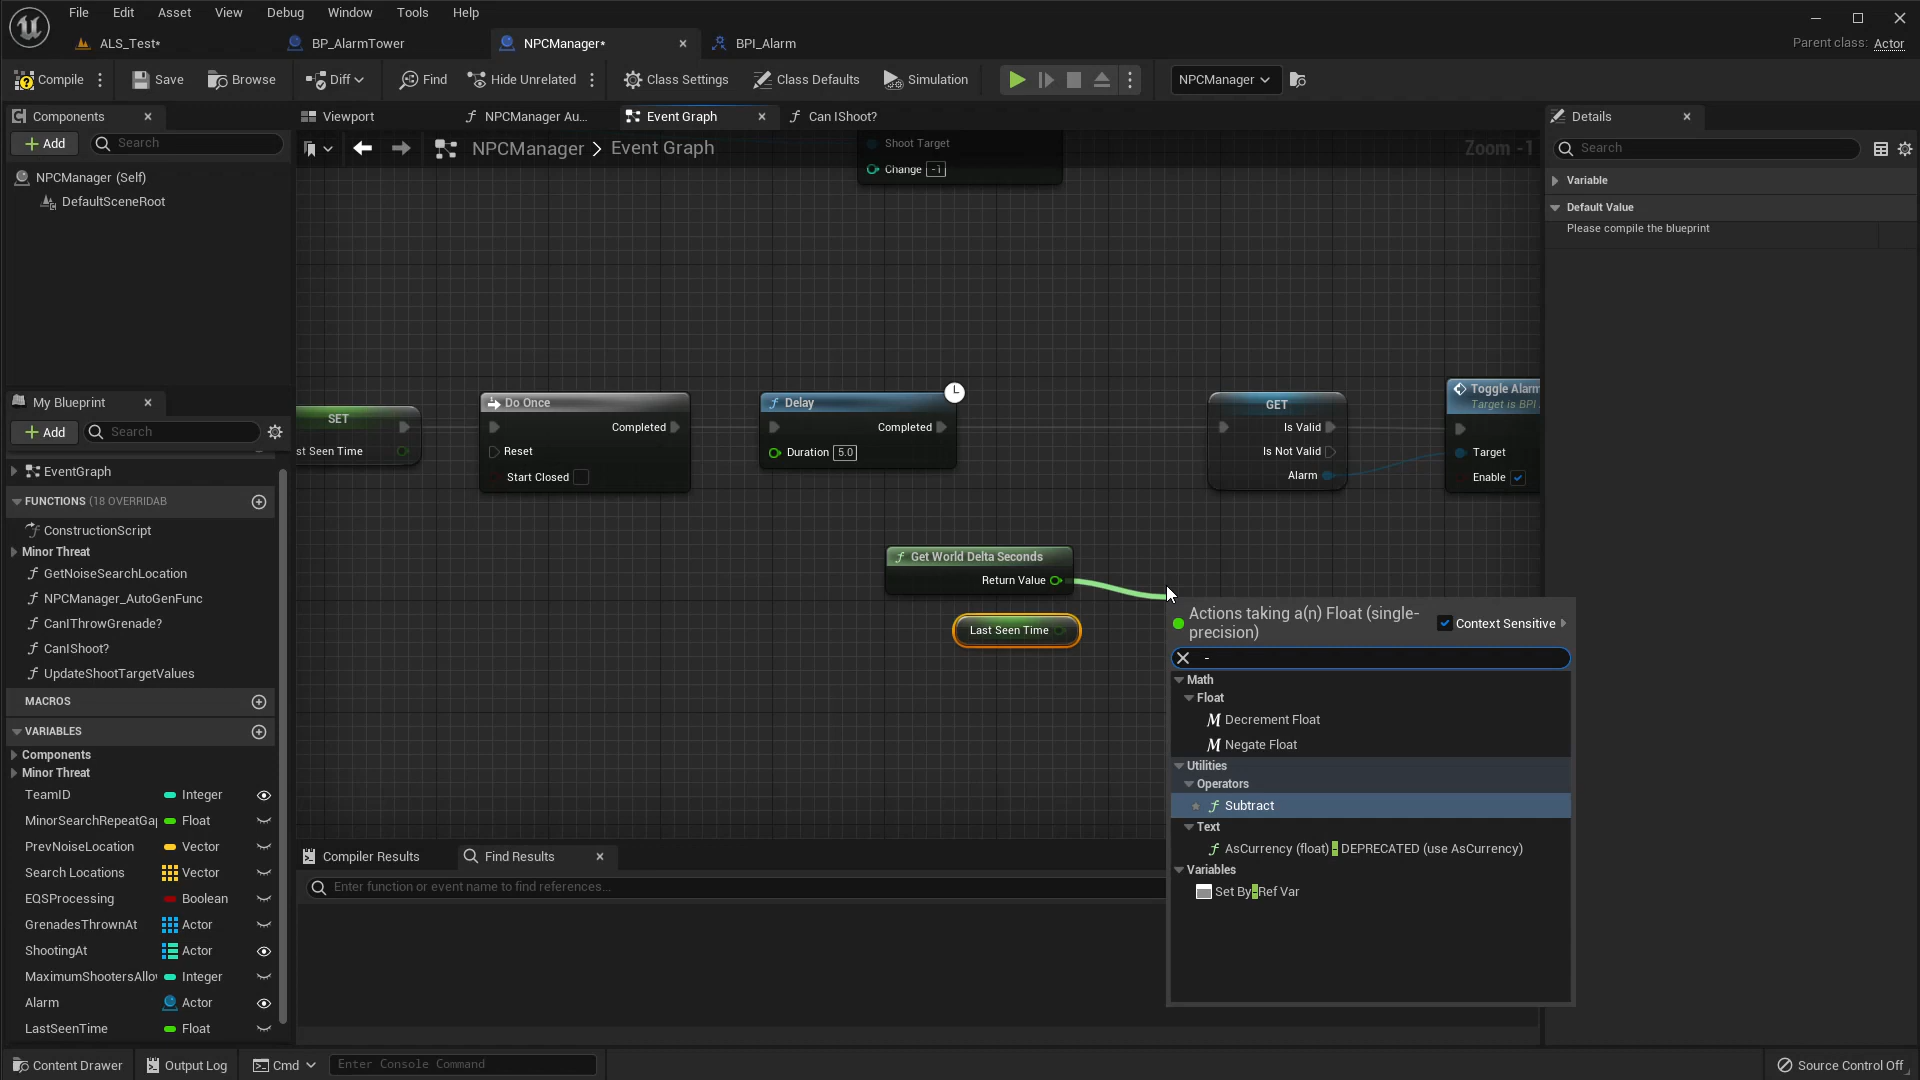 File Edit Asset View Debug Window Tools Help
ALS_Test* BP_AlarmTower NPCManager* BPI_Alarm Parent class: Actor
Compile Save Browse Diff Find Hide Unrelated Class Settings Class Defaults Simulation NPCManager
Components
Add Search
NPCManager (Self)
DefaultSceneRoot
My Blueprint
Add Search
EventGraph
FUNCTIONS (18 OVERRIDAB
ConstructionScript
Minor Threat
GetNoiseSearchLocation
NPCManager_AutoGenFunc
CanIThrowGrenade?
CanIShoot?
UpdateShootTargetValues
MACROS
VARIABLES
Components
Minor Threat
TeamID Integer
MinorSearchRepeatGap Float
PrevNoiseLocation Vector
Search Locations Vector
EQSProcessing Boolean
GrenadesThrownAt Actor
ShootingAt Actor
MaximumShootersAllo Integer
Alarm Actor
LastSeenTime Float
Viewport NPCManager Au... Event Graph Can IShoot?
NPCManager > Event Graph Zoom -1
Shoot Target
Change -1
SET
st Seen Time
Do Once
Completed
Reset
Start Closed
Delay
Completed
Duration 5.0
GET
Is Valid
Is Not Valid
Alarm
Toggle Alarm
Target is BPI
Target
Enable
Get World Delta Seconds
Return Value
Last Seen Time
Actions taking a(n) Float (single-
precision)
Context Sensitive
-
Math
Float
Decrement Float
Negate Float
Utilities
Operators
Subtract
Text
AsCurrency (float) - DEPRECATED (use AsCurrency)
Variables
Set By-Ref Var
Compiler Results Find Results
Enter function or event name to find references...
Details
Search
Variable
Default Value
Please compile the blueprint
Content Drawer Output Log Cmd Enter Console Command Source Control Off